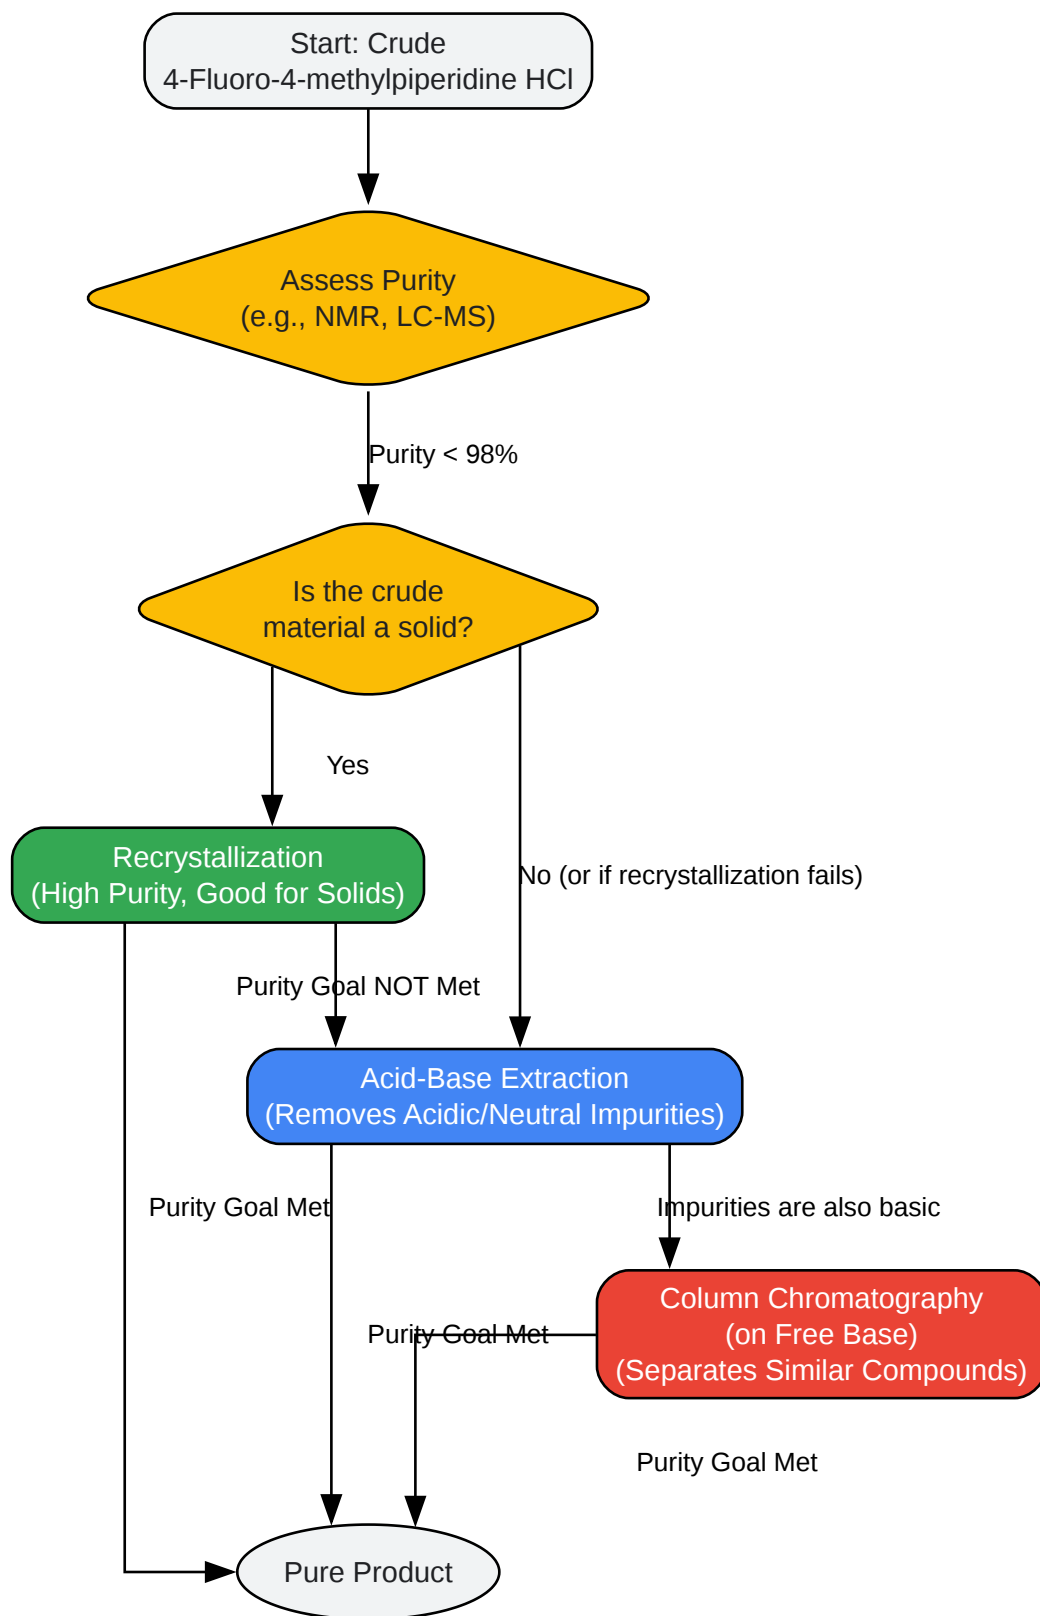 Start: Crude
4-Fluoro-4-methylpiperidine HCl
Assess Purity
(e.g., NMR, LC-MS)
Purity < 98%
Is the crude
material a solid?
Yes
Recrystallization
(High Purity, Good for Solids)
No (or if recrystallization fails)
Purity Goal NOT Met
Acid-Base Extraction
(Removes Acidic/Neutral Impurities)
Purity Goal Met
Impurities are also basic
Column Chromatography
(on Free Base)
(Separates Similar Compounds)
Purity Goal Met
Purity Goal Met
Pure Product